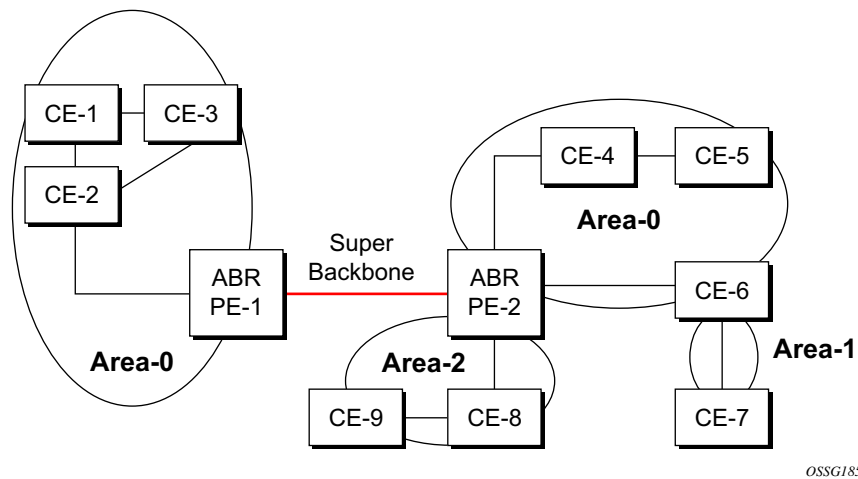 CE-1
CE-3
CE-2
ABR
PE-1
Area-0
Super
Backbone
CE-4
CE-5
Area-0
ABR
PE-2
CE-6
Area-2
Area-1
CE-9
CE-8
CE-7
OSSG185